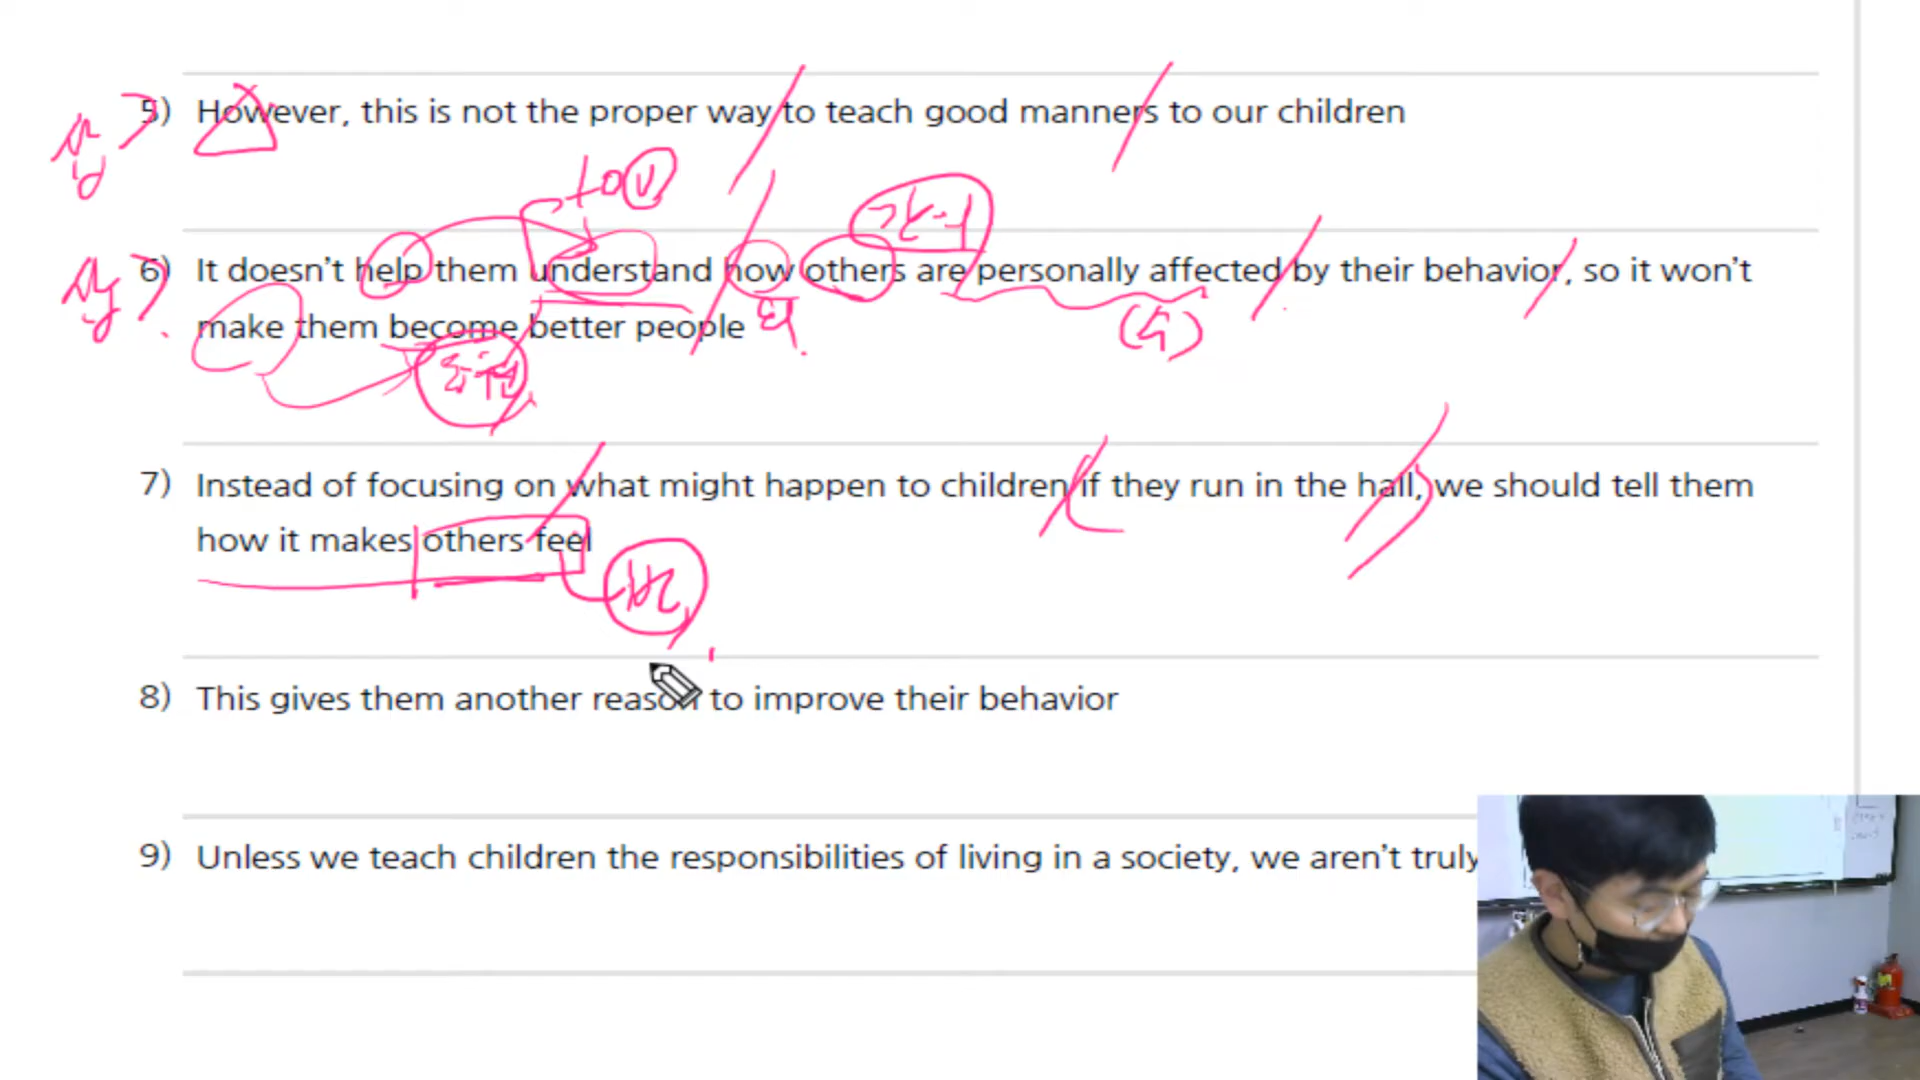 5) However, this is not the proper way to teach good manners to our children
to v
6) It doesn't help them understand how others are personally affected by their behavior, so it won't
make them become better people
7) Instead of focusing on what might happen to children if they run in the hall, we should tell them
how it makes others feel
8) This gives them another reason to improve their behavior
9) Unless we teach children the responsibilities of living in a society, we aren't truly